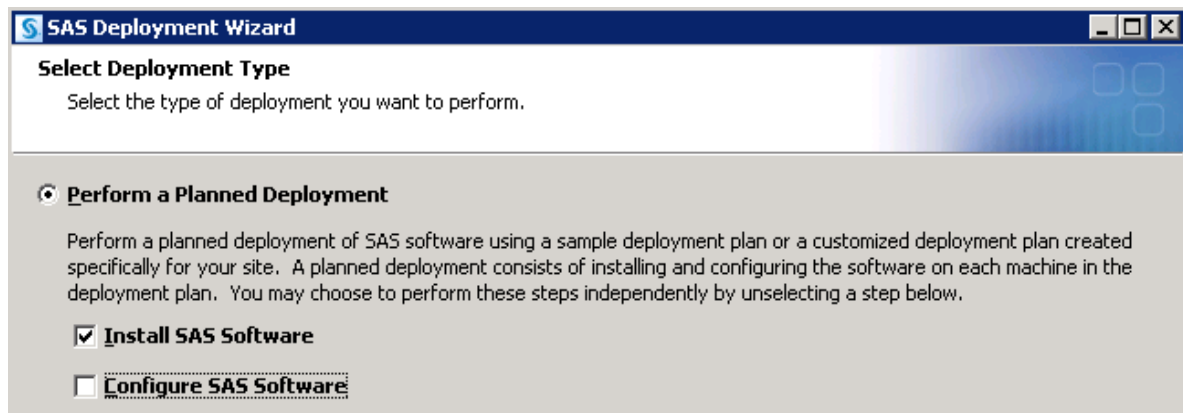 SAS Deployment Wizard
Select Deployment Type
Select the type of deployment you want to perform.
Perform a Planned Deployment
Perform a planned deployment of SAS software using a sample deployment plan or a customized deployment plan created
specifically for your site.  A planned deployment consists of installing and configuring the software on each machine in the
deployment plan.  You may choose to perform these steps independently by unselecting a step below.
Install SAS Software
Configure SAS Software